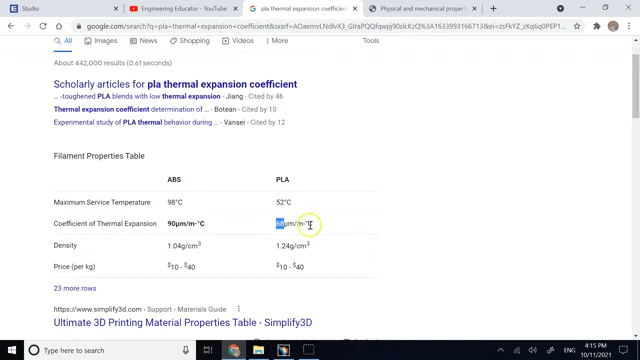 Studio
Engineering Educator - YouTube
pla thermal expansion coefficient
Physical and mechanical propert
google.com/search?q=pla+thermal+expansion+coefficient&
All Images News Shopping Videos More Tools
About 442,000 results (0.61 seconds)
Scholarly articles for pla thermal expansion coefficient
... -toughened PLA blends with low thermal expansion - Jiang - Cited by 46
Thermal expansion coefficient determination of ... - Botean - Cited by 10
Experimental study of PLA thermal behavior during ... - Vanaei - Cited by 12
Filament Properties Table
ABS PLA
Maximum Service Temperature 98°C 52°C
Coefficient of Thermal Expansion 90µm/m-°C 68µm/m-°C
Density 1.04g/cm3 1.24g/cm3
Price (per kg) $10 - $40 $10 - $40
23 more rows
https://www.simplify3d.com › Support › Materials Guide
Ultimate 3D Printing Material Properties Table - Simplify3D
Type here to search
ENG
4:15 PM
10/11/2021